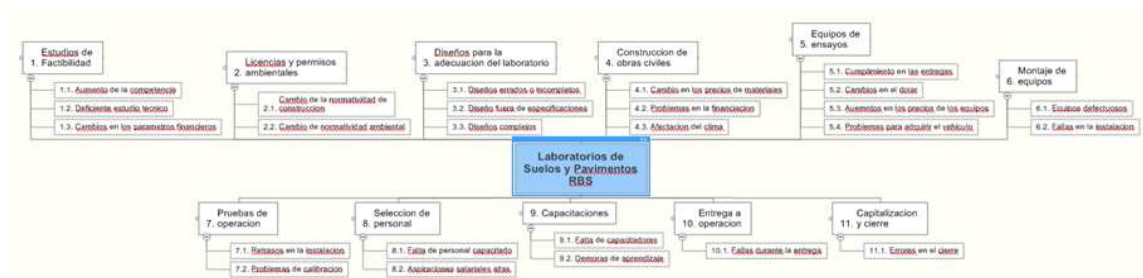 Estudios de
1. Factibilidad
1.1. Aumento de la competencia
1.2. Deficiente estudio tecnico
1.3. Cambios en los parametros financieros
Licencias y permisos
2. ambientales
Cambio de la normatividad de
2.1. construccion
2.2. Cambio de normatividad ambiental
Diseños para la
3. adecuacion del laboratorio
3.1. Diseños errados o incompletos
3.2. Diseño fuera de especificaciones
3.3. Diseños complejos
Construccion de
4. obras civiles
4.1. Cambio en los precios de materiales
4.2. Problemas en la financiacion
4.3. Afectacion del clima
Equipos de
5. ensayos
5.1. Cumplimiento en las entregas
5.2. Cambios en el dolar
5.3. Auementos en los precios de los equipos
5.4. Problemas para adquirir el vehiculo
Montaje de
6. equipos
6.1. Equipos defectuosos
6.2. Fallas en la instalacion
Laboratorios de
Suelos y Pavimentos
RBS
Pruebas de
7. operacion
7.1. Retrasos en la instalacion
7.2. Problemas de calibracion
Seleccion de
8. personal
8.1. Falta de personal capacitado
8.2. Aspiraciones salariales altas
9. Capacitaciones
9.1. Falta de capacitadores
9.2. Demoras de aprendizaje
Entrega a
10. operacion
10.1. Fallas durante la entrega
Capitalizacion
11. y cierre
11.1. Errores en el cierre